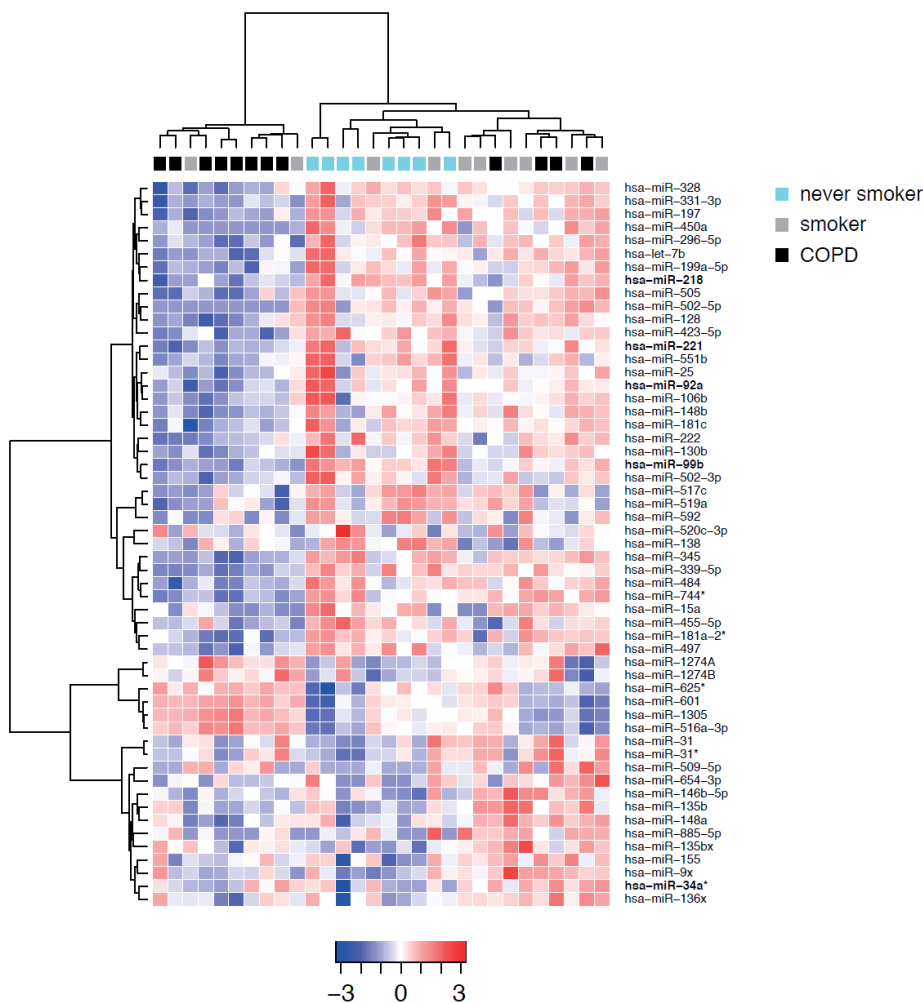 never smoker
smoker
COPD
hsa−miR−328
hsa−miR−331−3p
hsa−miR−197
hsa−miR−450a
hsa−miR−296−5p
hsa−let−7b
hsa−miR−199a−5p
hsa−miR−218
hsa−miR−505
hsa−miR−502−5p
hsa−miR−128
hsa−miR−423−5p
hsa−miR−221
hsa−miR−551b
hsa−miR−25
hsa−miR−92a
hsa−miR−106b
hsa−miR−148b
hsa−miR−181c
hsa−miR−222
hsa−miR−130b
hsa−miR−99b
hsa−miR−502−3p
hsa−miR−517c
hsa−miR−519a
hsa−miR−592
hsa−miR−520c−3p
hsa−miR−138
hsa−miR−345
hsa−miR−339−5p
hsa−miR−484
hsa−miR−744*
hsa−miR−15a
hsa−miR−455−5p
hsa−miR−181a−2*
hsa−miR−497
hsa−miR−1274A
hsa−miR−1274B
hsa−miR−625*
hsa−miR−601
hsa−miR−1305
hsa−miR−516a−3p
hsa−miR−31
hsa−miR−31*
hsa−miR−509−5p
hsa−miR−654−3p
hsa−miR−146b−5p
hsa−miR−135b
hsa−miR−148a
hsa−miR−885−5p
hsa−miR−135bx
hsa−miR−155
hsa−miR−9x
hsa−miR−34a*
hsa−miR−136x
−3 0 3